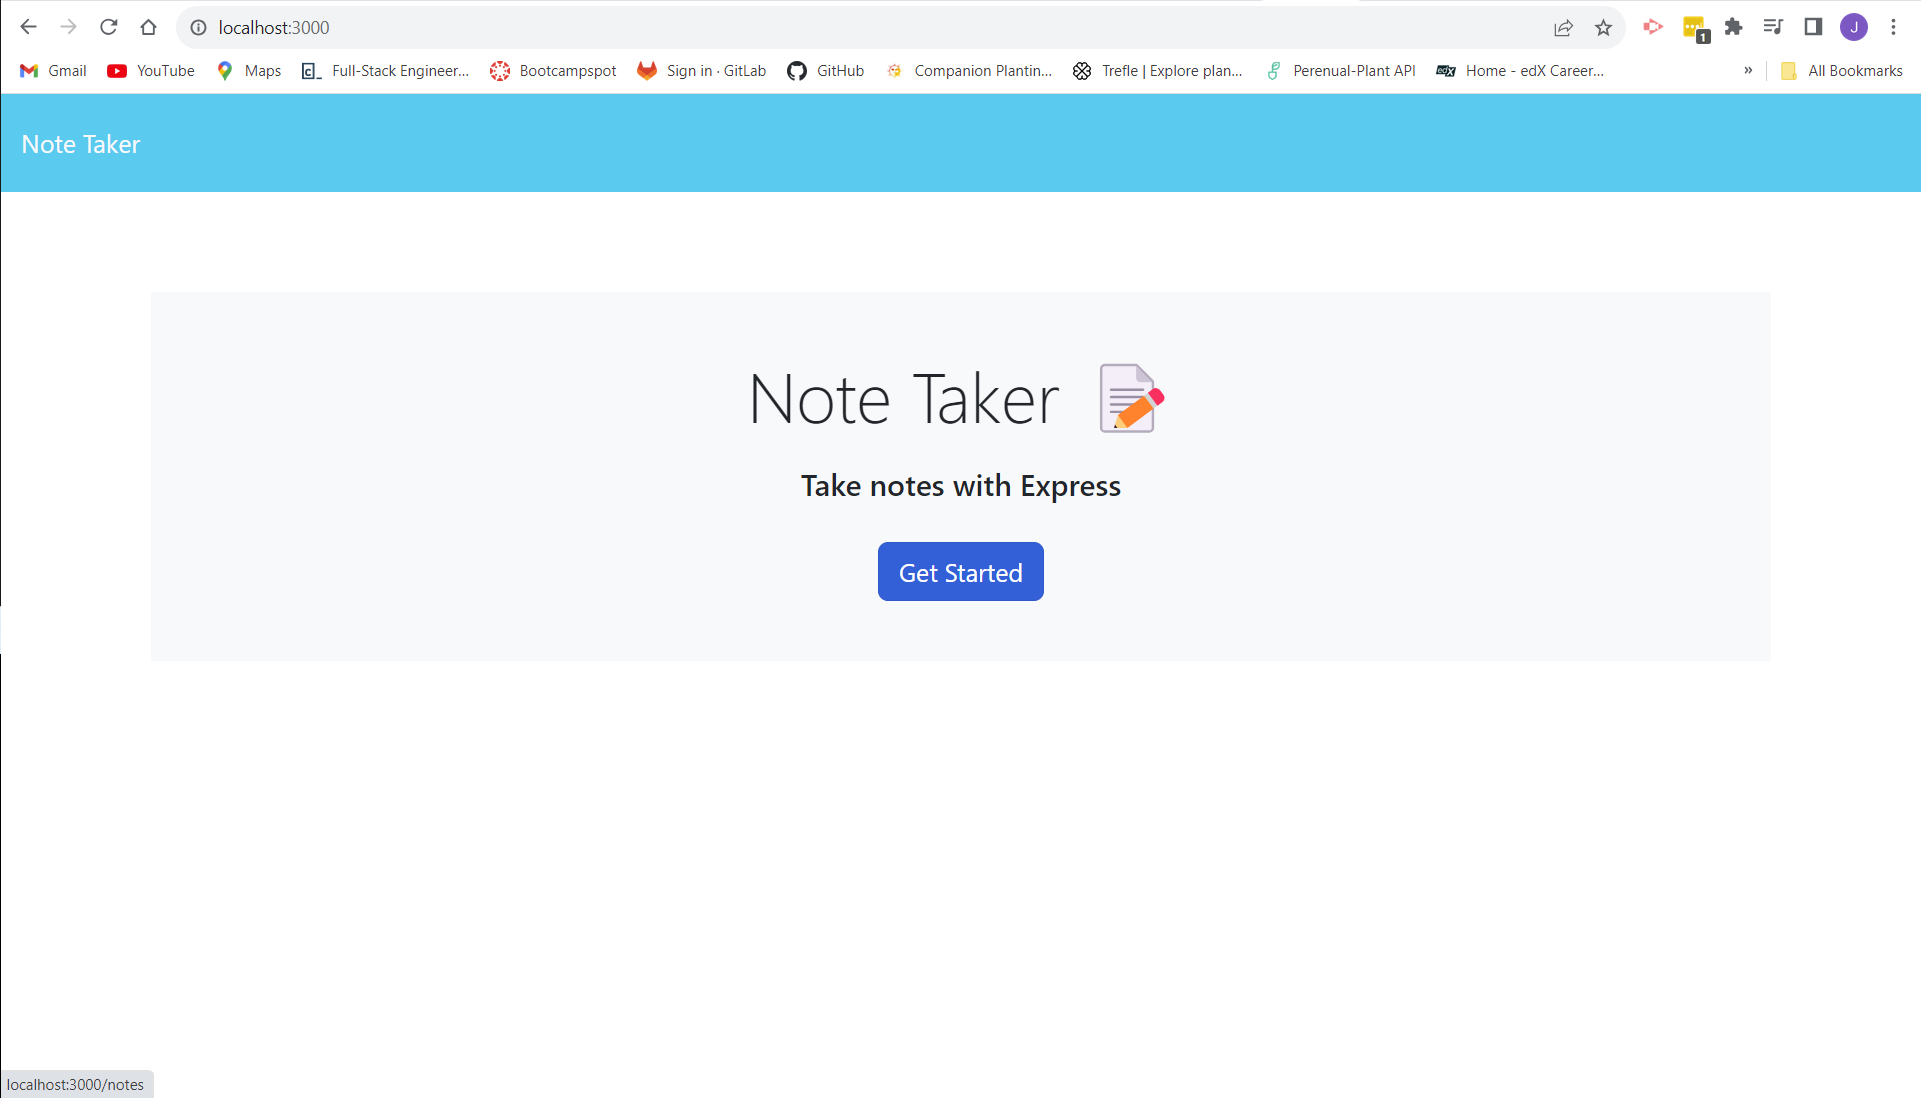 localhost:3000
J
1
Gmail YouTube Maps Full-Stack Engineer... Bootcampspot Sign in · GitLab GitHub Companion Plantin... Trefle | Explore plan... Perenual-Plant API edX Home - edX Career... » All Bookmarks
Note Taker
Note Taker
Take notes with Express
Get Started
localhost:3000/notes